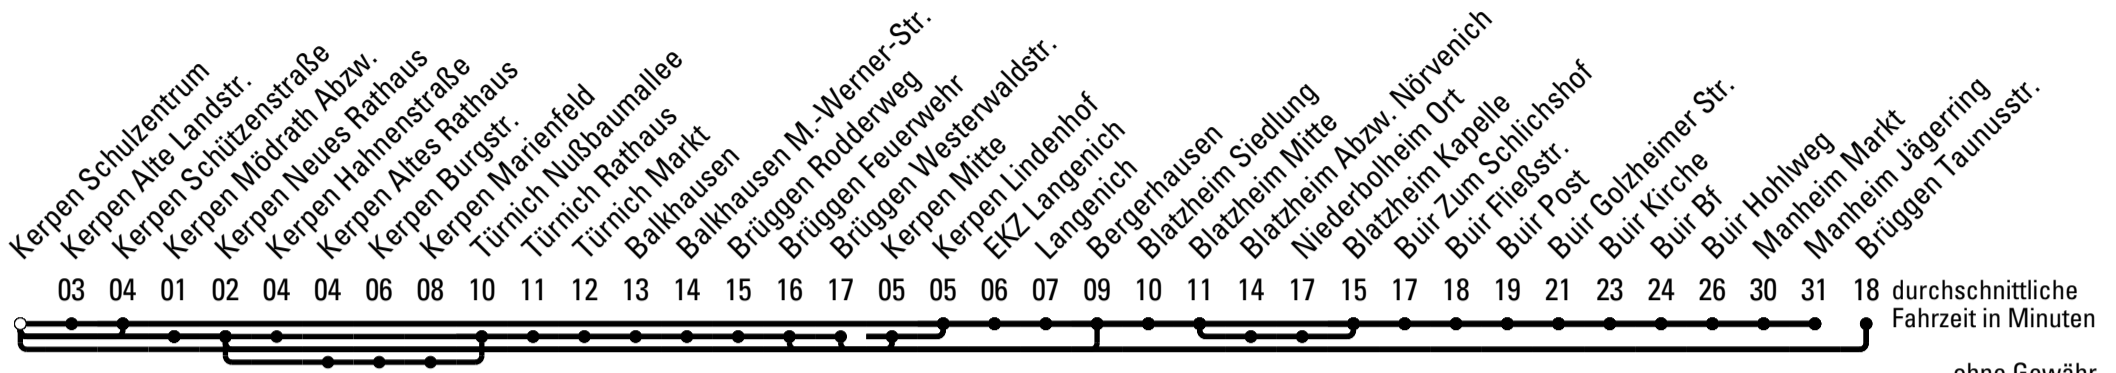 Kerpen Schulzentrum
Kerpen Alte Landstr.
Kerpen Schützenstraße
Kerpen Mödrath Abzw.
Kerpen Neues Rathaus
Kerpen Hahnenstraße
Kerpen Altes Rathaus
Kerpen Burgstr.
Kerpen Marienfeld
Türnich Nußbaumallee
Türnich Rathaus
Türnich Markt
Balkhausen
Balkhausen M.-Werner-Str.
Brüggen Rodderweg
Brüggen Feuerwehr
Brüggen Westerwaldstr.
Kerpen Mitte
Kerpen Lindenhof
EKZ Langenich
Langenich
Bergerhausen
Blatzheim Siedlung
Blatzheim Mitte
Blatzheim Abzw. Nörvenich
Niederbolheim Ort
Blatzheim Kapelle
Buir Zum Schlichshof
Buir Fließstr.
Buir Post
Buir Golzheimer Str.
Buir Kirche
Buir Bf
Buir Hohlweg
Manheim Markt
Manheim Jägerring
Brüggen Taunusstr.
03 04 01 02 04 04 06 08 10 11 12 13 14 15 16 17 05 05 06 07 09 10 11 14 17 15 17 18 19 21 23 24 26 30 31 18 durchschnittliche
Fahrzeit in Minuten
ohne Gewähr